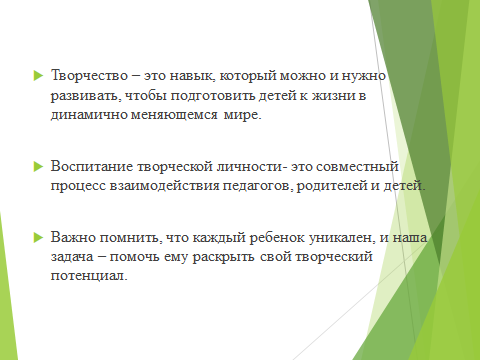 Творчество – это навык, который можно и нужно
развивать, чтобы подготовить детей к жизни в
динамично меняющемся мире.
Воспитание творческой личности- это совместный
процесс взаимодействия педагогов, родителей и детей.
Важно помнить, что каждый ребенок уникален, и наша
задача – помочь ему раскрыть свой творческий
потенциал.